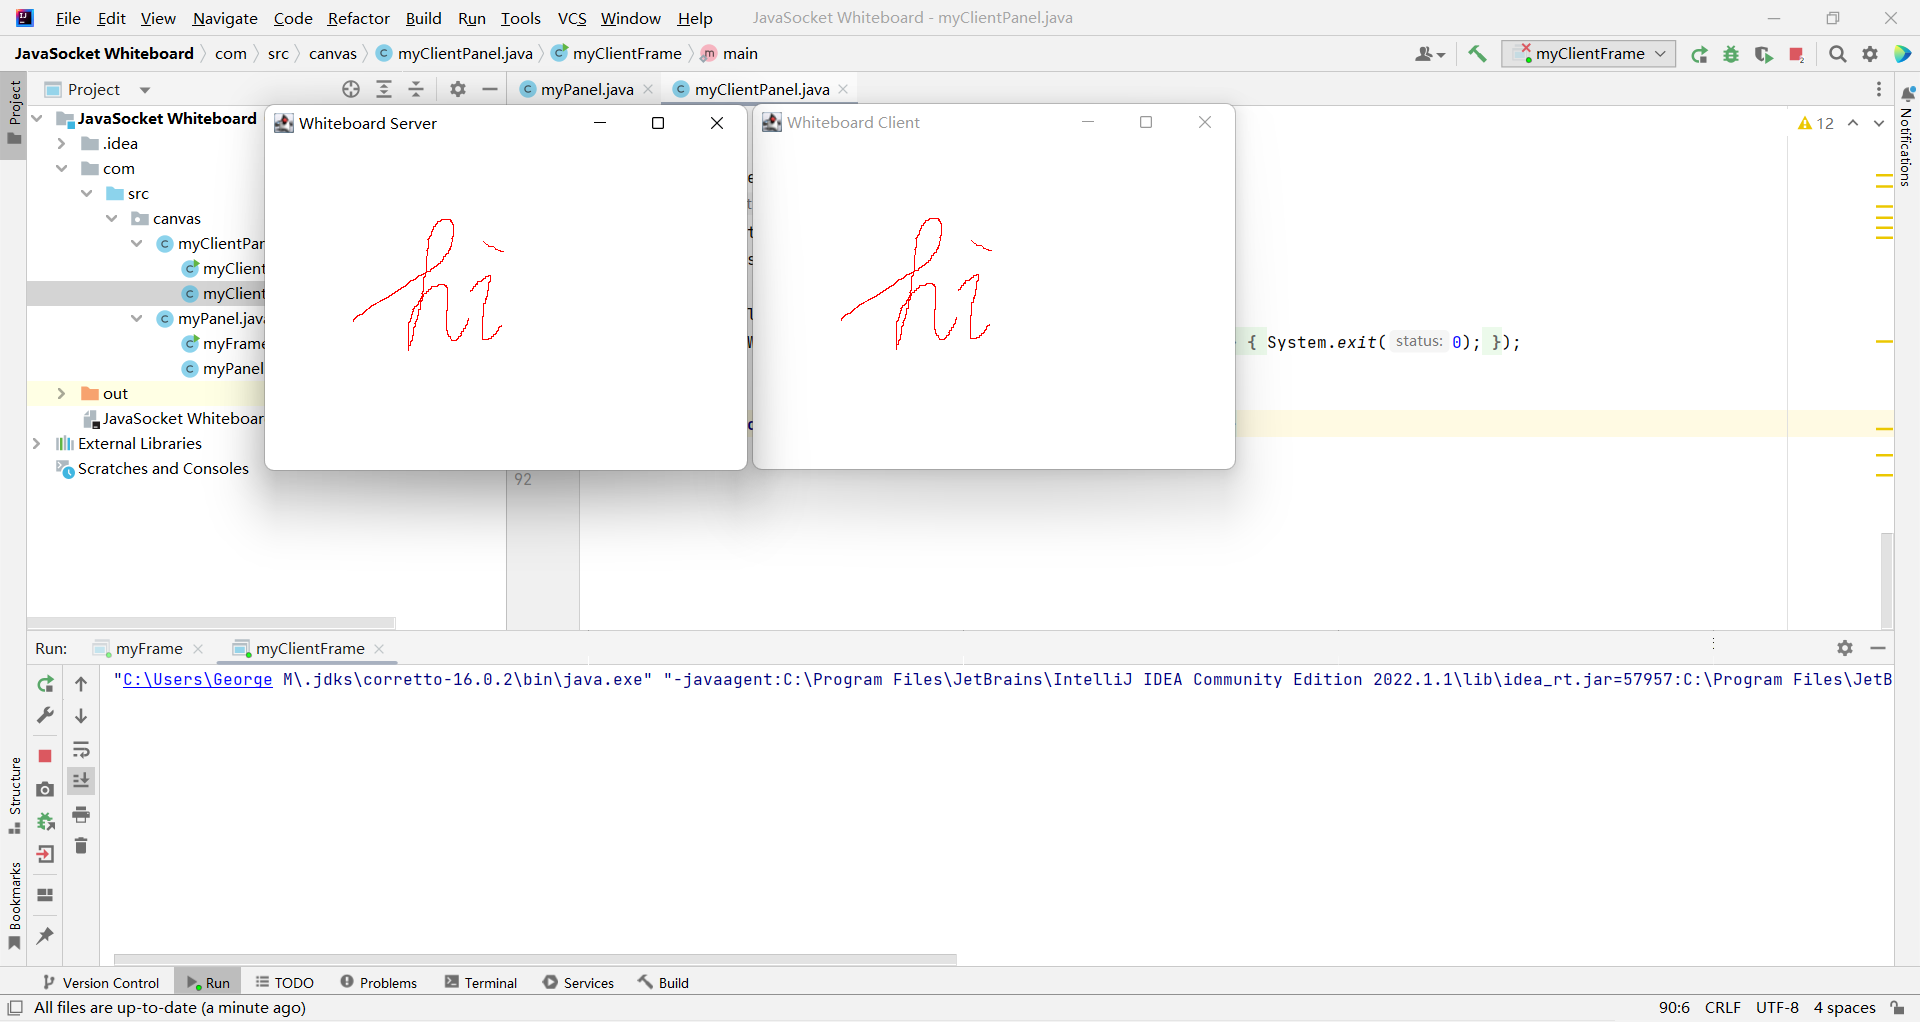 File Edit View Navigate Code Refactor Build Run Tools VCS Window Help JavaSocket Whiteboard - myClientPanel.java
JavaSocket Whiteboard com src canvas myClientPanel.java myClientFrame main myClientFrame
Project myPanel.java myClientPanel.java
Project
Notifications
12
JavaSocket Whiteboard
.idea
com
src
canvas
myClientPar
myClient
myClient
myPanel.java
myFrame
myPanel
out
JavaSocket Whiteboar
External Libraries
Scratches and Consoles
Whiteboard Server
hi
Whiteboard Client
hi
{ System.exit( status: 0); });
92
Run: myFrame myClientFrame
"C:\Users\George M\.jdks\corretto-16.0.2\bin\java.exe" "-javaagent:C:\Program Files\JetBrains\IntelliJ IDEA Community Edition 2022.1.1\lib\idea_rt.jar=57957:C:\Program Files\JetB
Structure
Bookmarks
Version Control Run TODO Problems Terminal Services Build
All files are up-to-date (a minute ago) 90:6 CRLF UTF-8 4 spaces